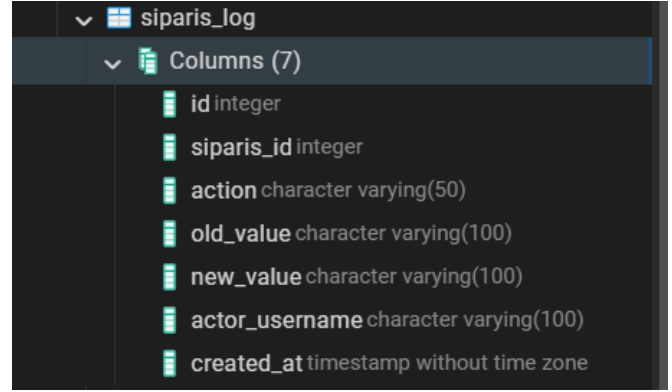 siparis_log
Columns (7)
id integer
siparis_id integer
action character varying(50)
old_value character varying(100)
new_value character varying(100)
actor_username character varying(100)
created_at timestamp without time zone